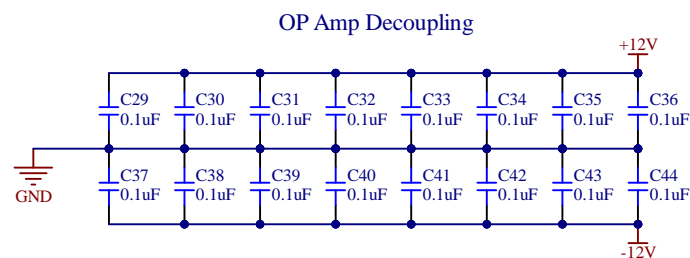 OP Amp Decoupling
+12V
C29 C30 C31 C32 C33 C34 C35 C36
0.1uF 0.1uF 0.1uF 0.1uF 0.1uF 0.1uF 0.1uF 0.1uF
C37 C38 C39 C40 C41 C42 C43 C44
0.1uF 0.1uF 0.1uF 0.1uF 0.1uF 0.1uF 0.1uF 0.1uF
GND
-12V